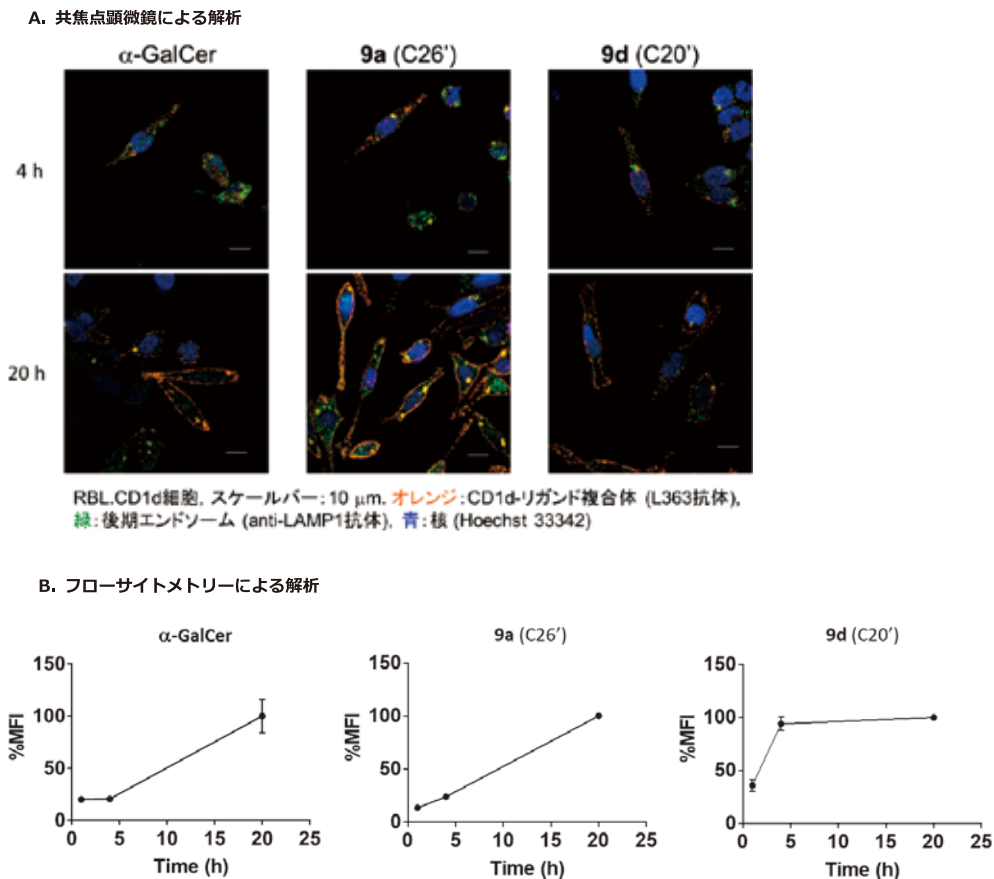 A. 共焦点顕微鏡による解析
α-GalCer
9a (C26')
9d (C20')
4 h
20 h
RBL.CD1d細胞, スケールバー: 10 μm, オレンジ:CD1d-リガンド複合体 (L363抗体),
緑: 後期エンドソーム (anti-LAMP1抗体), 青: 核 (Hoechst 33342)
B. フローサイトメトリーによる解析
α-GalCer
9a (C26′)
9d (C20′)
%MFI
150
100
50
0
0 5 10 15 20 25
Time (h)
%MFI
150
100
50
0
0 5 10 15 20 25
Time (h)
%MFI
150
100
50
0
0 5 10 15 20 25
Time (h)